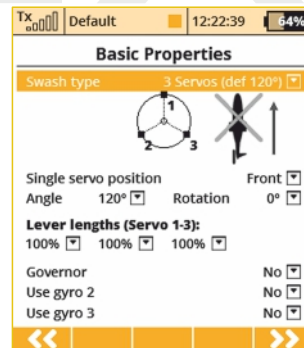 Tx Default 12:22:39 64%
Basic Properties
Swash type 3 Servos (def 120°)
1
2 3
Single servo position Front
Angle 120° Rotation 0°
Lever lengths (Servo 1-3):
100% 100% 100%
Governor No
Use gyro 2 No
Use gyro 3 No